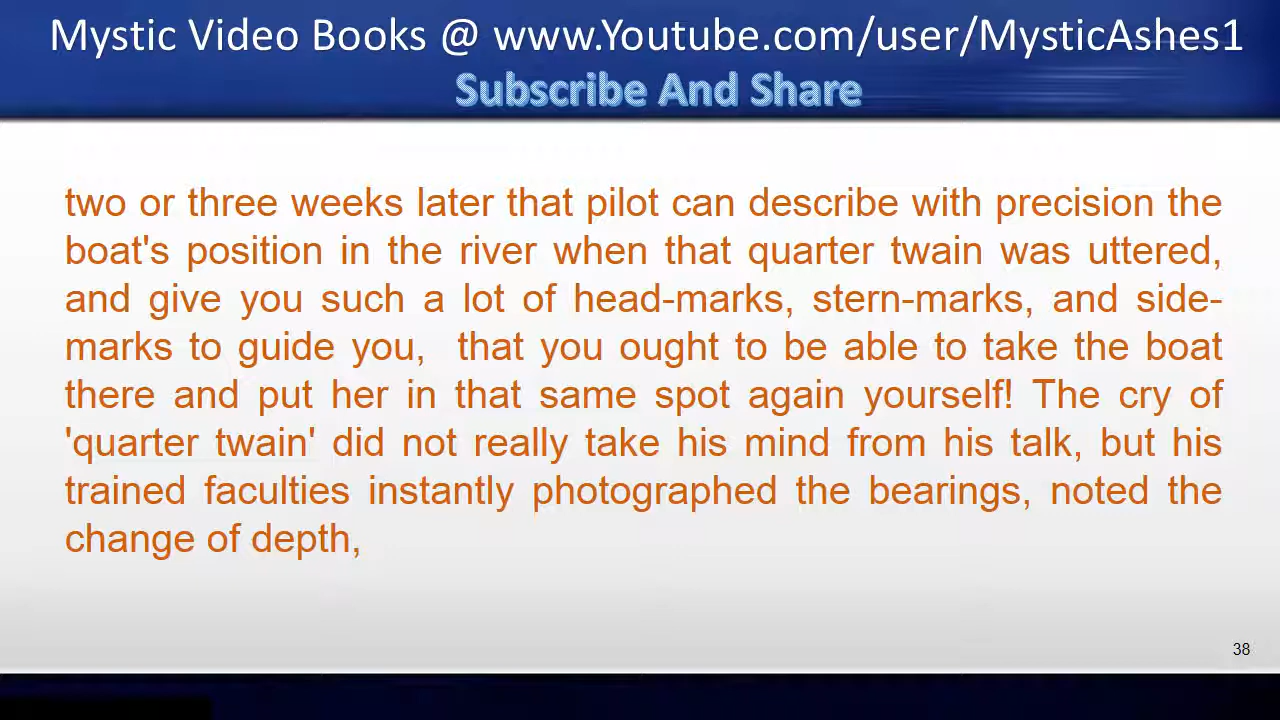 Mystic Video Books @ www.Youtube.com/user/MysticAshes1
Subscribe And Share
two or three weeks later that pilot can describe with precision the
boat's position in the river when that quarter twain was uttered,
and give you such a lot of head-marks, stern-marks, and side-
marks to guide you,  that you ought to be able to take the boat
there and put her in that same spot again yourself! The cry of
'quarter twain' did not really take his mind from his talk, but his
trained faculties instantly photographed the bearings, noted the
change of depth,
38